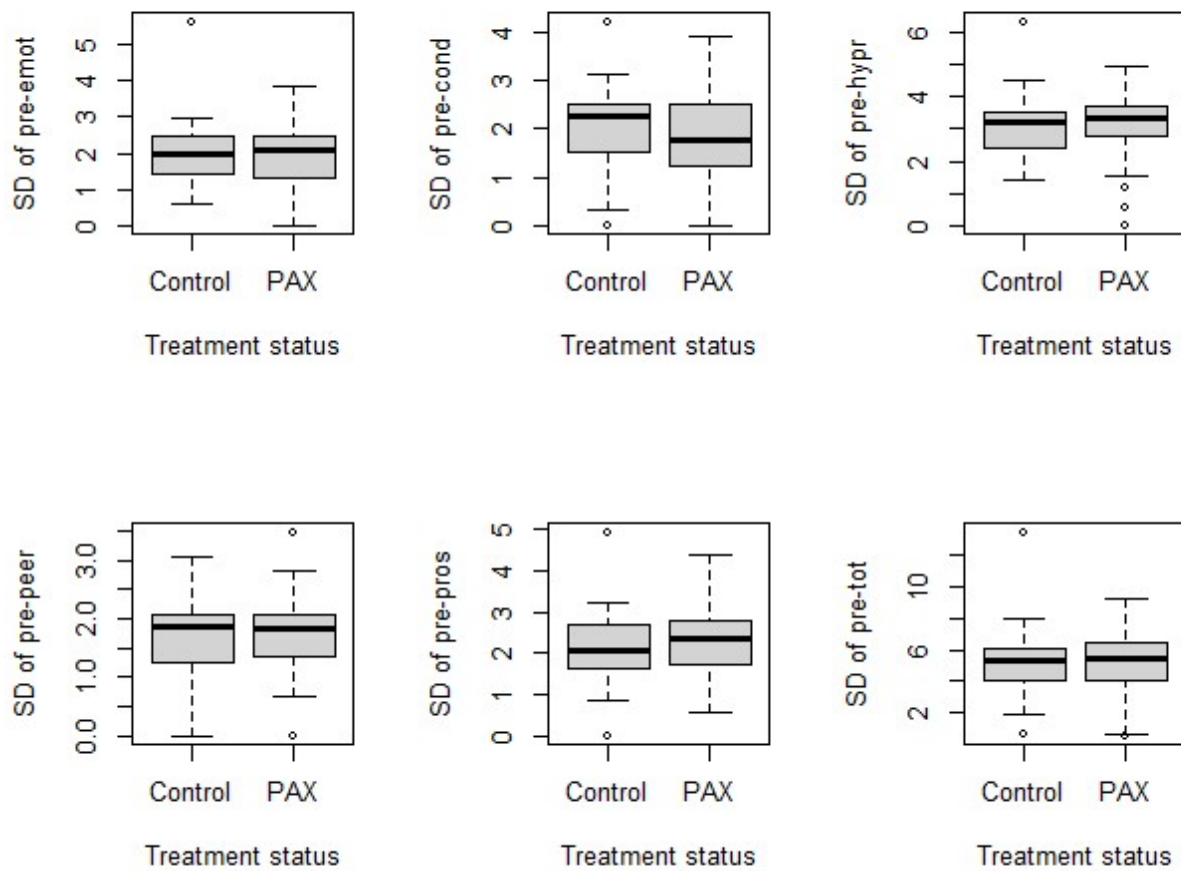 SD of pre-emot
0 1 2 3 4 5
Control PAX
Treatment status
SD of pre-cond
0 1 2 3 4
Control PAX
Treatment status
SD of pre-hypr
0 2 4 6
Control PAX
Treatment status
SD of pre-peer
0.0 1.0 2.0 3.0
Control PAX
Treatment status
SD of pre-pros
0 1 2 3 4 5
Control PAX
Treatment status
SD of pre-tot
2 6 10
Control PAX
Treatment status